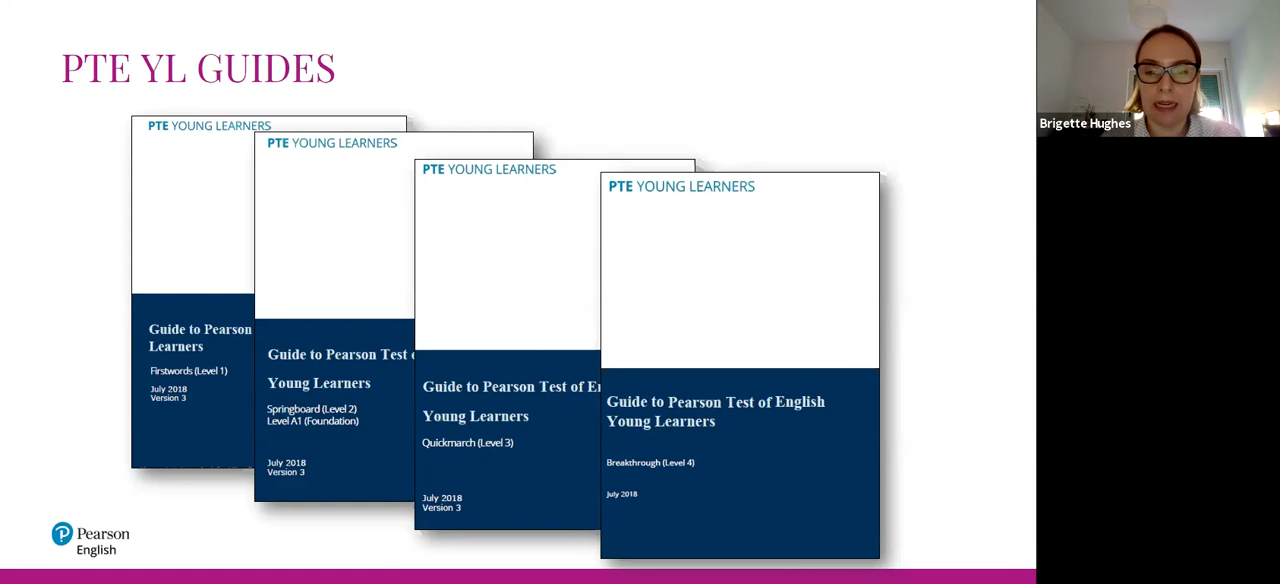 PTE YL GUIDES
PTE YOUNG LEARNERS
Guide to Pearson
Learners
Firstwords (Level 1)
July 2018
Version 3
PTE YOUNG LEARNERS
Guide to Pearson Test o
Young Learners
Springboard (Level 2)
Level A1 (Foundation)
July 2018
Version 3
PTE YOUNG LEARNERS
Guide to Pearson Test of En
Young Learners
Quickmarch (Level 3)
July 2018
Version 3
PTE YOUNG LEARNERS
Guide to Pearson Test of English
Young Learners
Breakthrough (Level 4)
July 2018
Pearson
English
Brigette Hughes